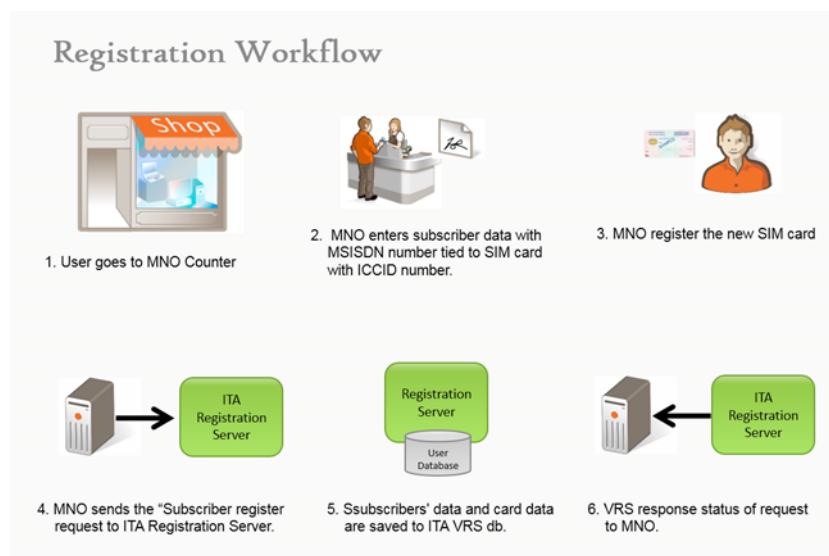 Registration Workflow
Shop
1. User goes to MNO Counter
2. MNO enters subscriber data with
MSISDN number tied to SIM card
with ICCID number.
3. MNO register the new SIM card
ITA
Registration
Server
4. MNO sends the “Subscriber register
request to ITA Registration Server.
Registration
Server
User
Database
5. Ssubscribers' data and card data
are saved to ITA VRS db.
ITA
Registration
Server
6. VRS response status of request
to MNO.